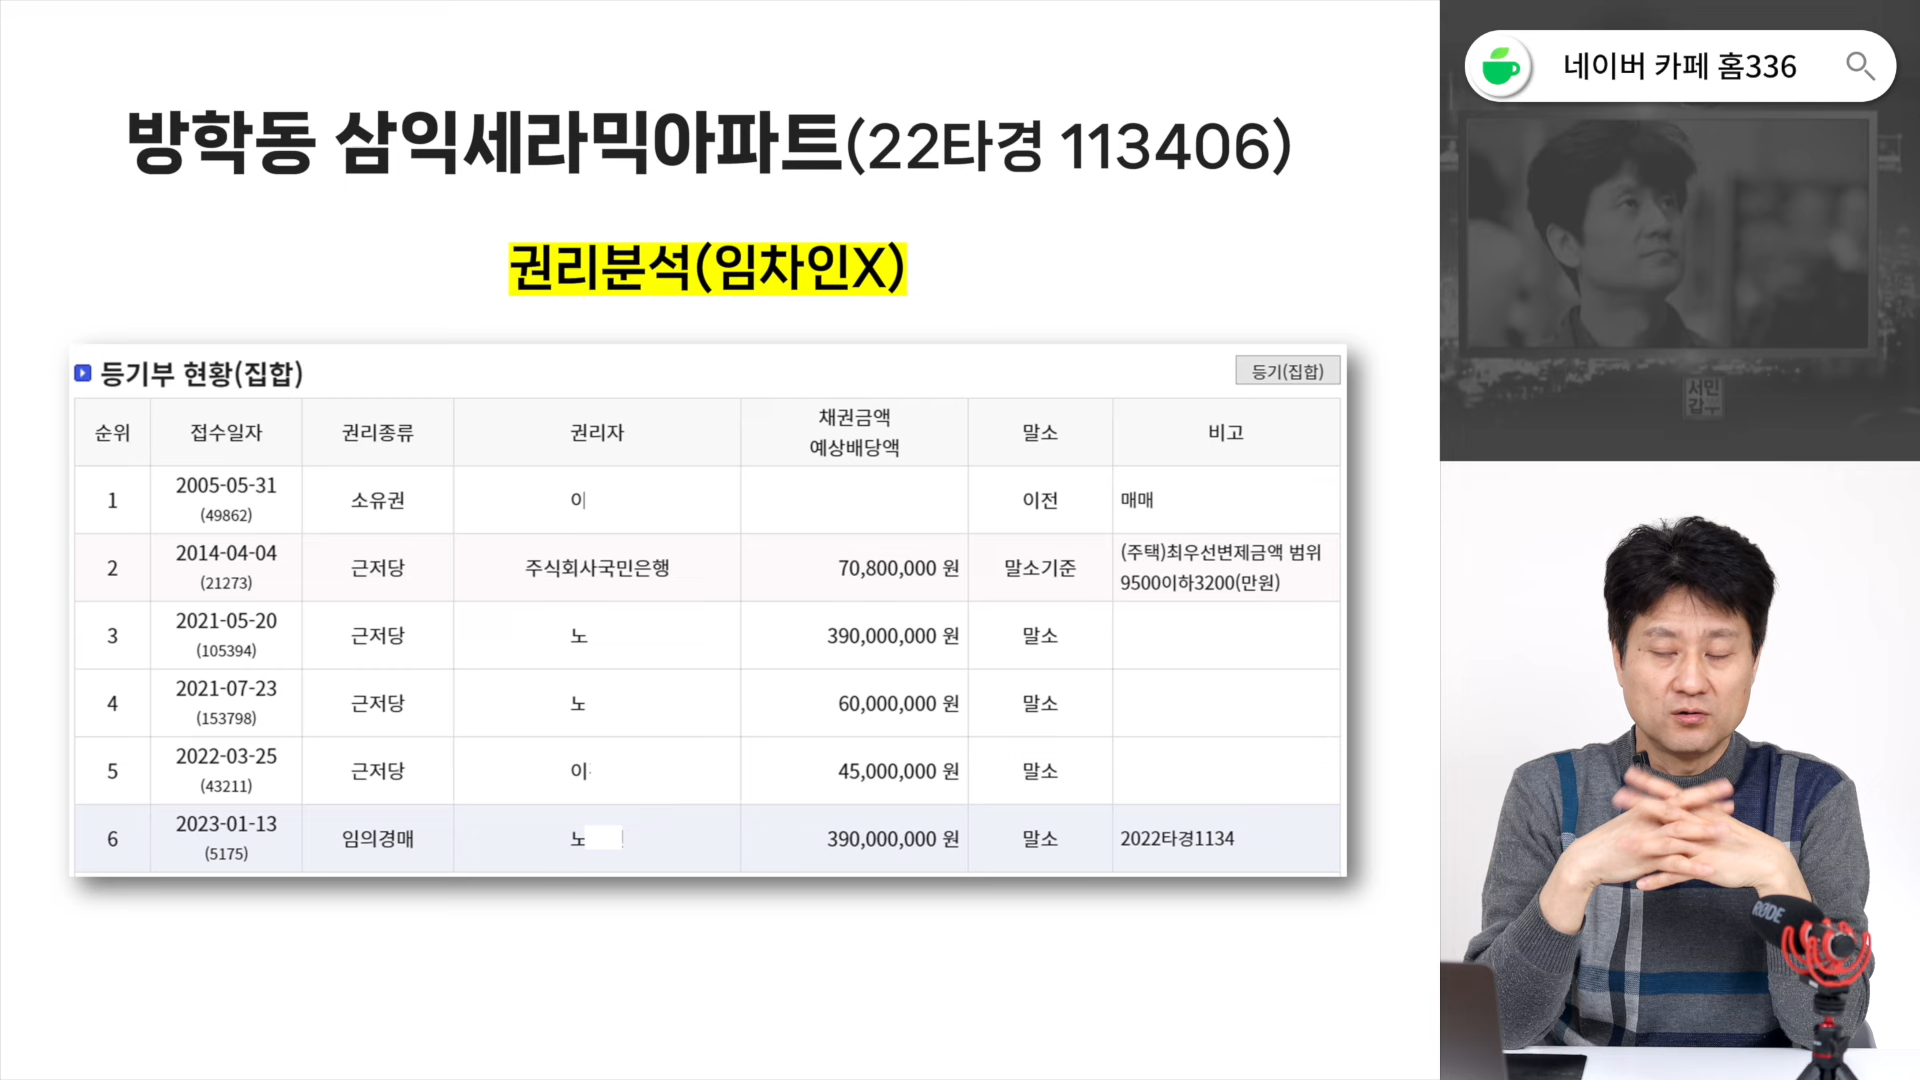 방학동 삼익세라믹아파트(22타경 113406)
권리분석(임차인X)
등기부 현황(집합)
등기(집합)
순위 접수일자 권리종류 권리자 채권금액 예상배당액 말소 비고
1 2005-05-31 (49862) 소유권 이 이전 매매
2 2014-04-04 (21273) 근저당 주식회사국민은행 70,800,000 원 말소기준 (주택)최우선변제금액 범위 9500이하3200(만원)
3 2021-05-20 (105394) 근저당 노 390,000,000 원 말소
4 2021-07-23 (153798) 근저당 노 60,000,000 원 말소
5 2022-03-25 (43211) 근저당 이 45,000,000 원 말소
6 2023-01-13 (5175) 임의경매 노 390,000,000 원 말소 2022타경1134
네이버 카페 홈336
서민
갑부
RØDE